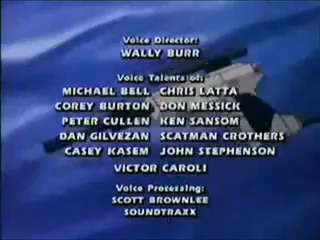 Voice Director:
WALLY BURR
Voice Talents of:
MICHAEL BELL CHRIS LATTA
COREY BURTON DON MESSICK
PETER CULLEN KEN SANSOM
DAN GILVEZAN SCATMAN CROTHERS
CASEY KASEM JOHN STEPHENSON
VICTOR CAROLI
Voice Processing:
SCOTT BROWNLEE
SOUNDTRAXX